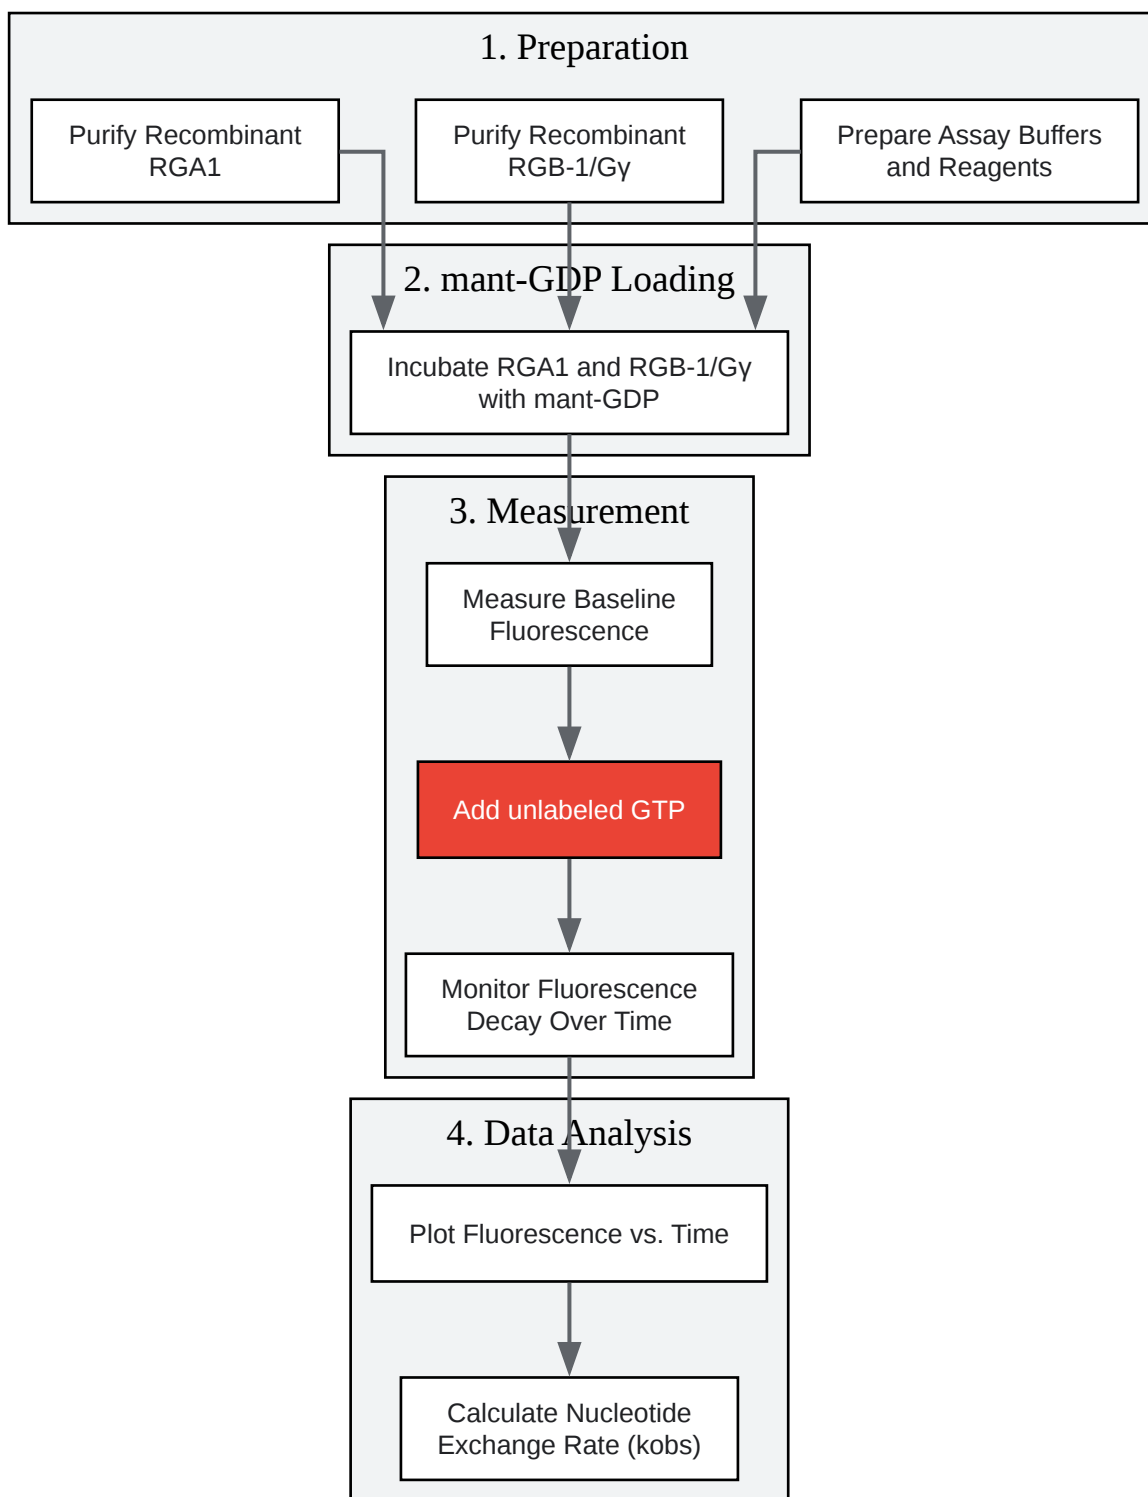 1. Preparation
Purify Recombinant
RGA1
Purify Recombinant
RGB-1/Gγ
Prepare Assay Buffers
and Reagents
2. mant-GDP Loading
Incubate RGA1 and RGB-1/Gγ
with mant-GDP
3. Measurement
Measure Baseline
Fluorescence
Add unlabeled GTP
Monitor Fluorescence
Decay Over Time
4. Data Analysis
Plot Fluorescence vs. Time
Calculate Nucleotide
Exchange Rate (kobs)